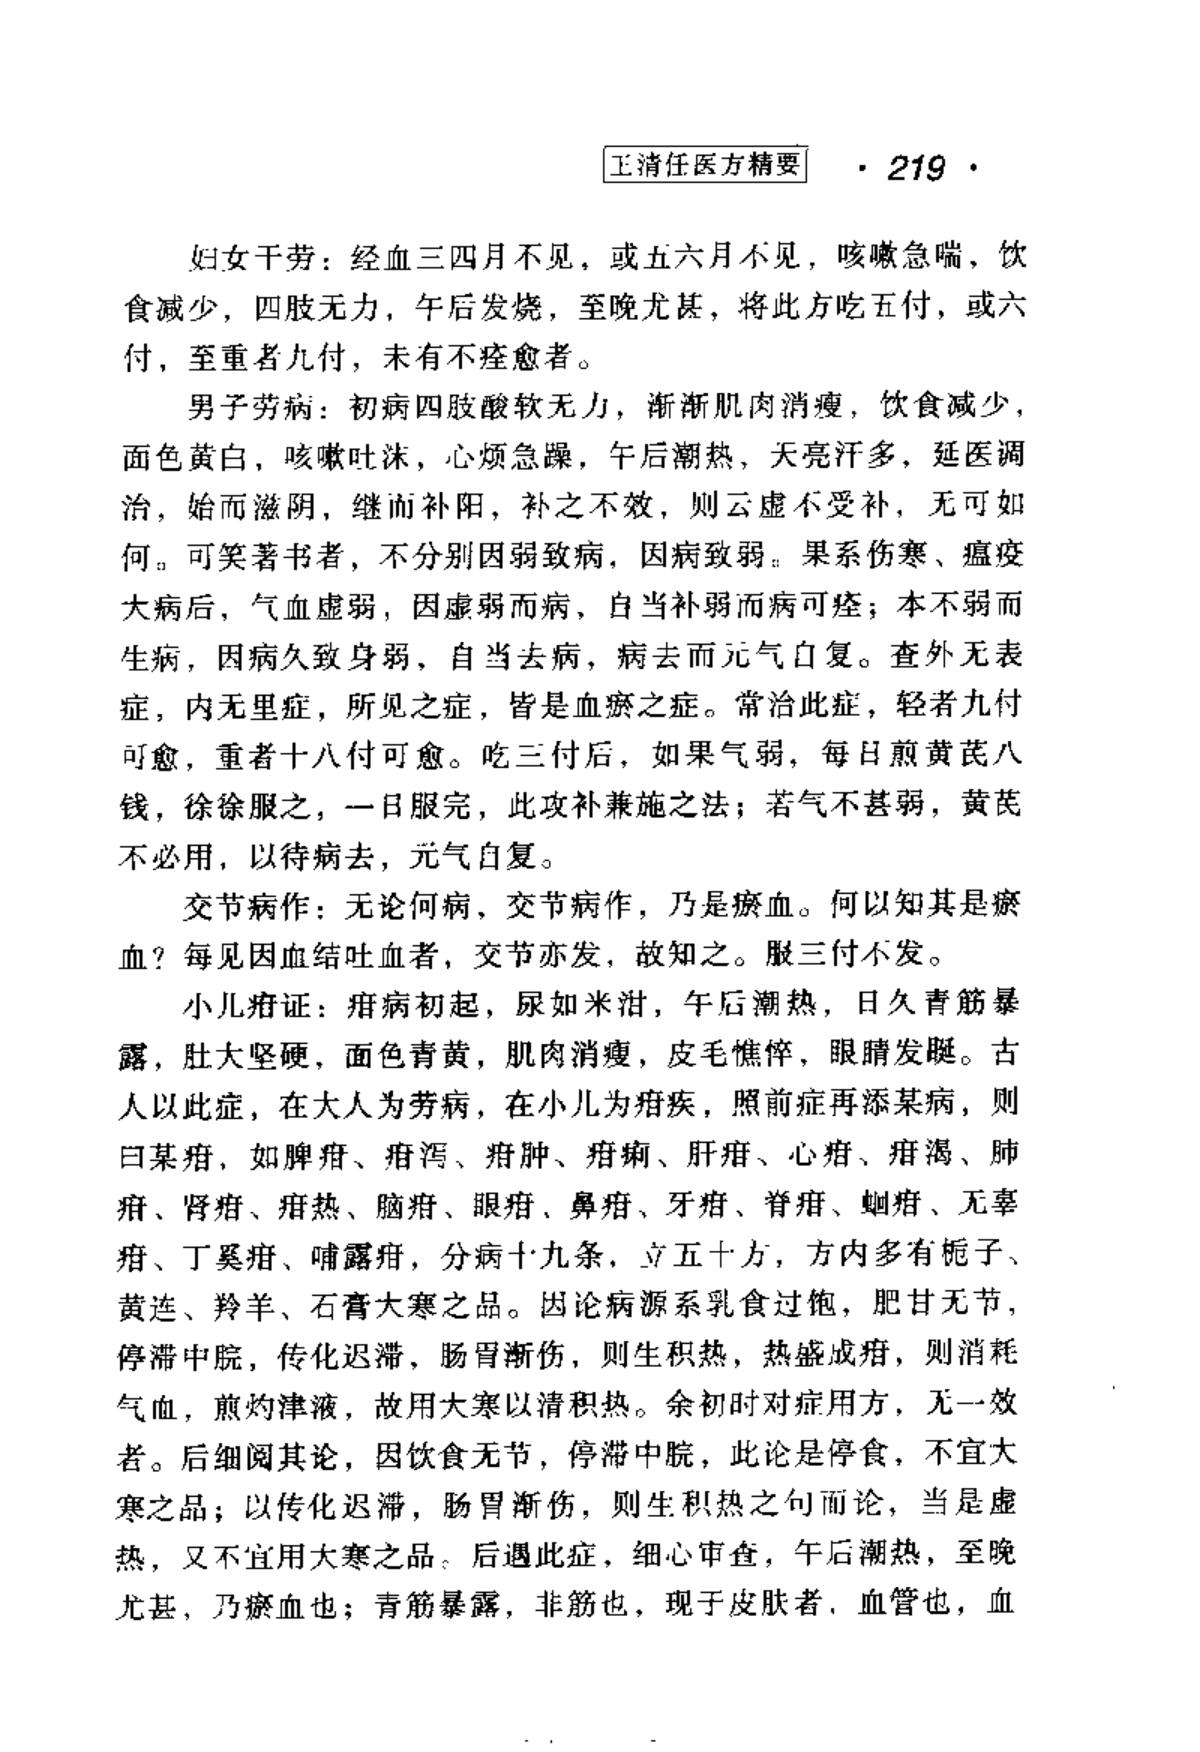 王清任医方精要 · 219 ·
妇女干劳：经血三四月不见，或五六月不见，咳嗽急喘，饮
食减少，四肢无力，午后发烧，至晚尤甚，将此方吃五付，或六
付，至重者九付，未有不痊愈者。
男子劳病：初病四肢酸软无力，渐渐肌肉消瘦，饮食减少，
面色黄白，咳嗽吐沫，心烦急躁，午后潮热，天亮汗多，延医调
治，始而滋阴，继而补阳，补之不效，则云虚不受补，无可如
何。可笑著书者，不分别因弱致病，因病致弱。果系伤寒、瘟疫
大病后，气血虚弱，因虚弱而病，自当补弱而病可痊；本不弱而
生病，因病久致身弱，自当去病，病去而元气自复。查外无表
症，内无里症，所见之症，皆是血瘀之症。常治此症，轻者九付
可愈，重者十八付可愈。吃三付后，如果气弱，每日煎黄芪八
钱，徐徐服之，一日服完，此攻补兼施之法；若气不甚弱，黄芪
不必用，以待病去，元气自复。
交节病作：无论何病，交节病作，乃是瘀血。何以知其是瘀
血？每见因血结吐血者，交节亦发，故知之。服三付不发。
小儿疳证：疳病初起，尿如米泔，午后潮热，日久青筋暴
露，肚大坚硬，面色青黄，肌肉消瘦，皮毛憔悴，眼睛发䀹。古
人以此症，在大人为劳病，在小儿为疳疾，照前症再添某病，则
曰某疳，如脾疳、疳泻、疳肿、疳痢、肝疳、心疳、疳渴、肺
疳、肾疳、疳热、脑疳、眼疳、鼻疳、牙疳、脊疳、蛔疳、无辜
疳、丁奚疳、哺露疳，分病十九条，立五十方，方内多有栀子、
黄连、羚羊、石膏大寒之品。因论病源系乳食过饱，肥甘无节，
停滞中脘，传化迟滞，肠胃渐伤，则生积热，热盛成疳，则消耗
气血，煎灼津液，故用大寒以清积热。余初时对症用方，无一效
者。后细阅其论，因饮食无节，停滞中脘，此论是停食，不宜大
寒之品；以传化迟滞，肠胃渐伤，则生积热之句而论，当是虚
热，又不宜用大寒之品。后遇此症，细心审查，午后潮热，至晚
尤甚，乃瘀血也；青筋暴露，非筋也，现于皮肤者，血管也，血